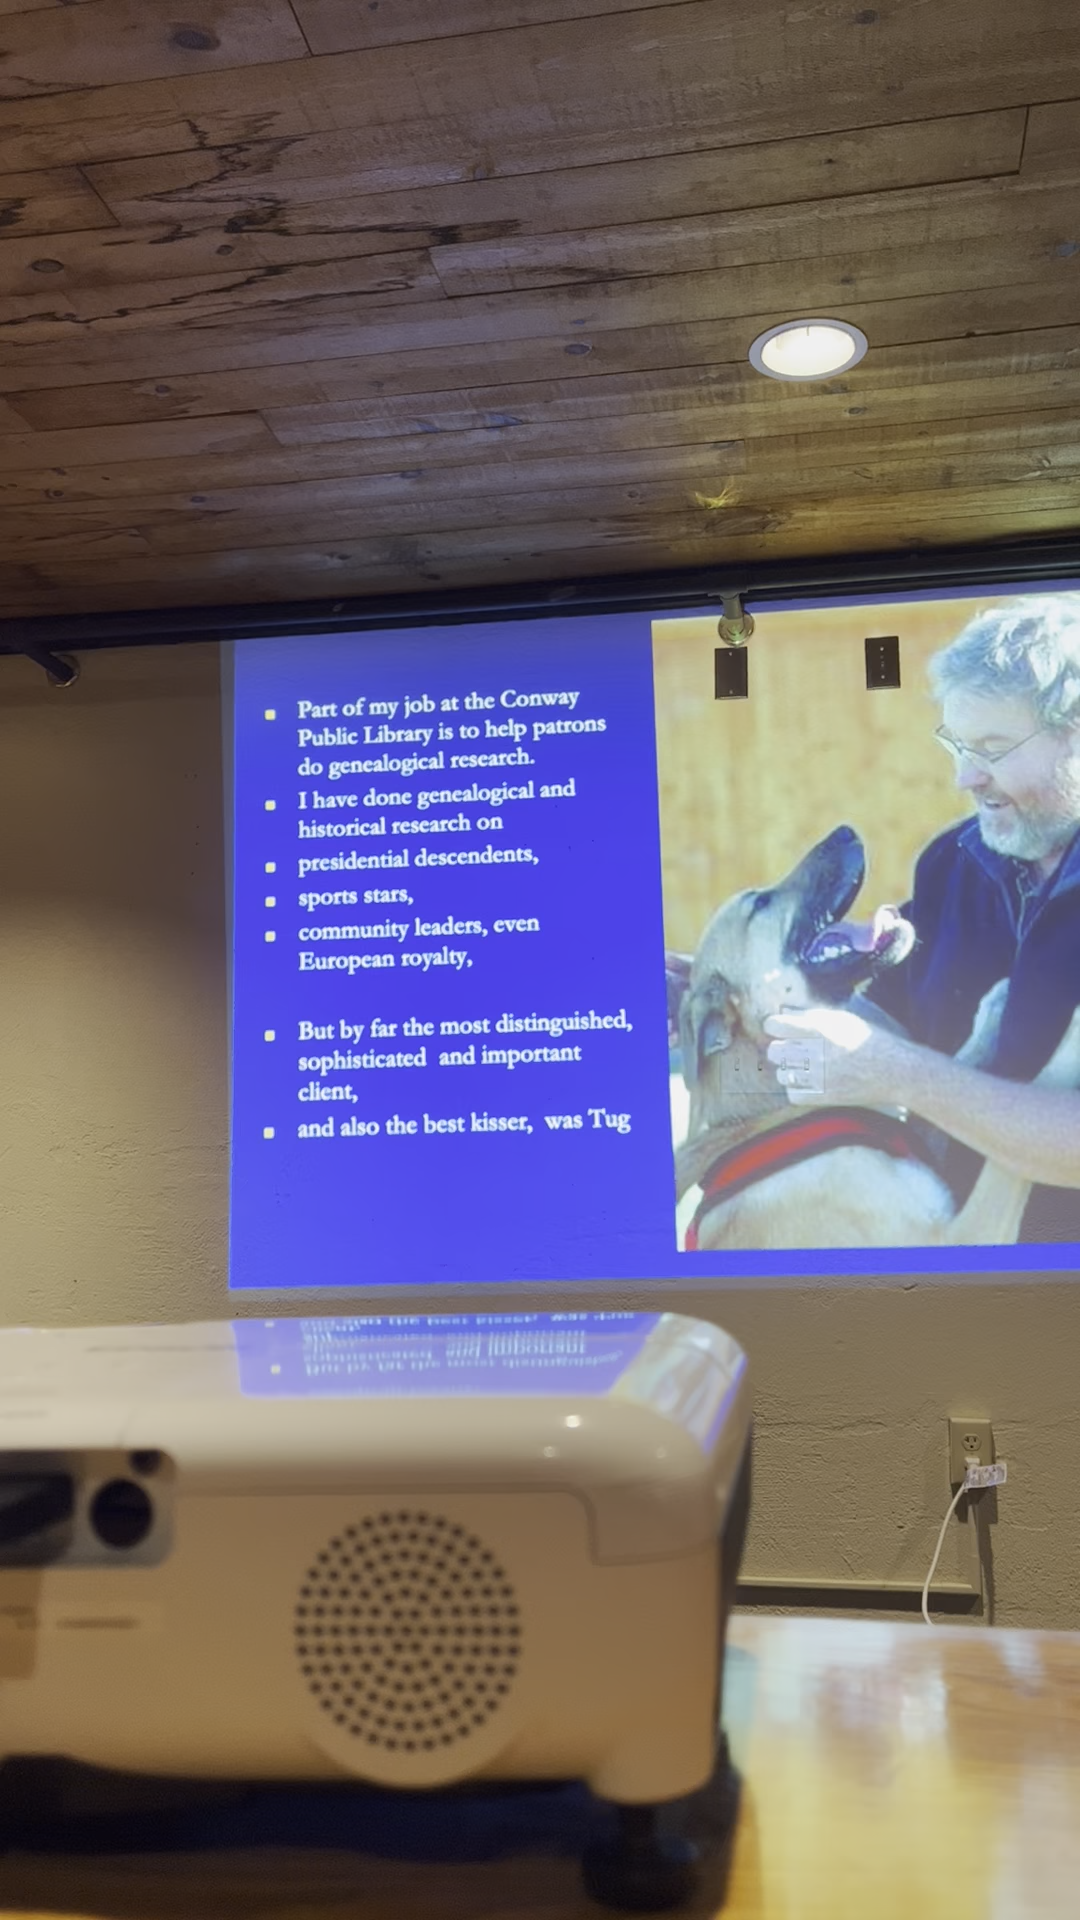 Part of my job at the Conway
Public Library is to help patrons
do genealogical research.
I have done genealogical and
historical research on
presidential descendents,
sports stars,
community leaders, even
European royalty,
But by far the most distinguished,
sophisticated and important
client,
and also the best kisser, was Tug